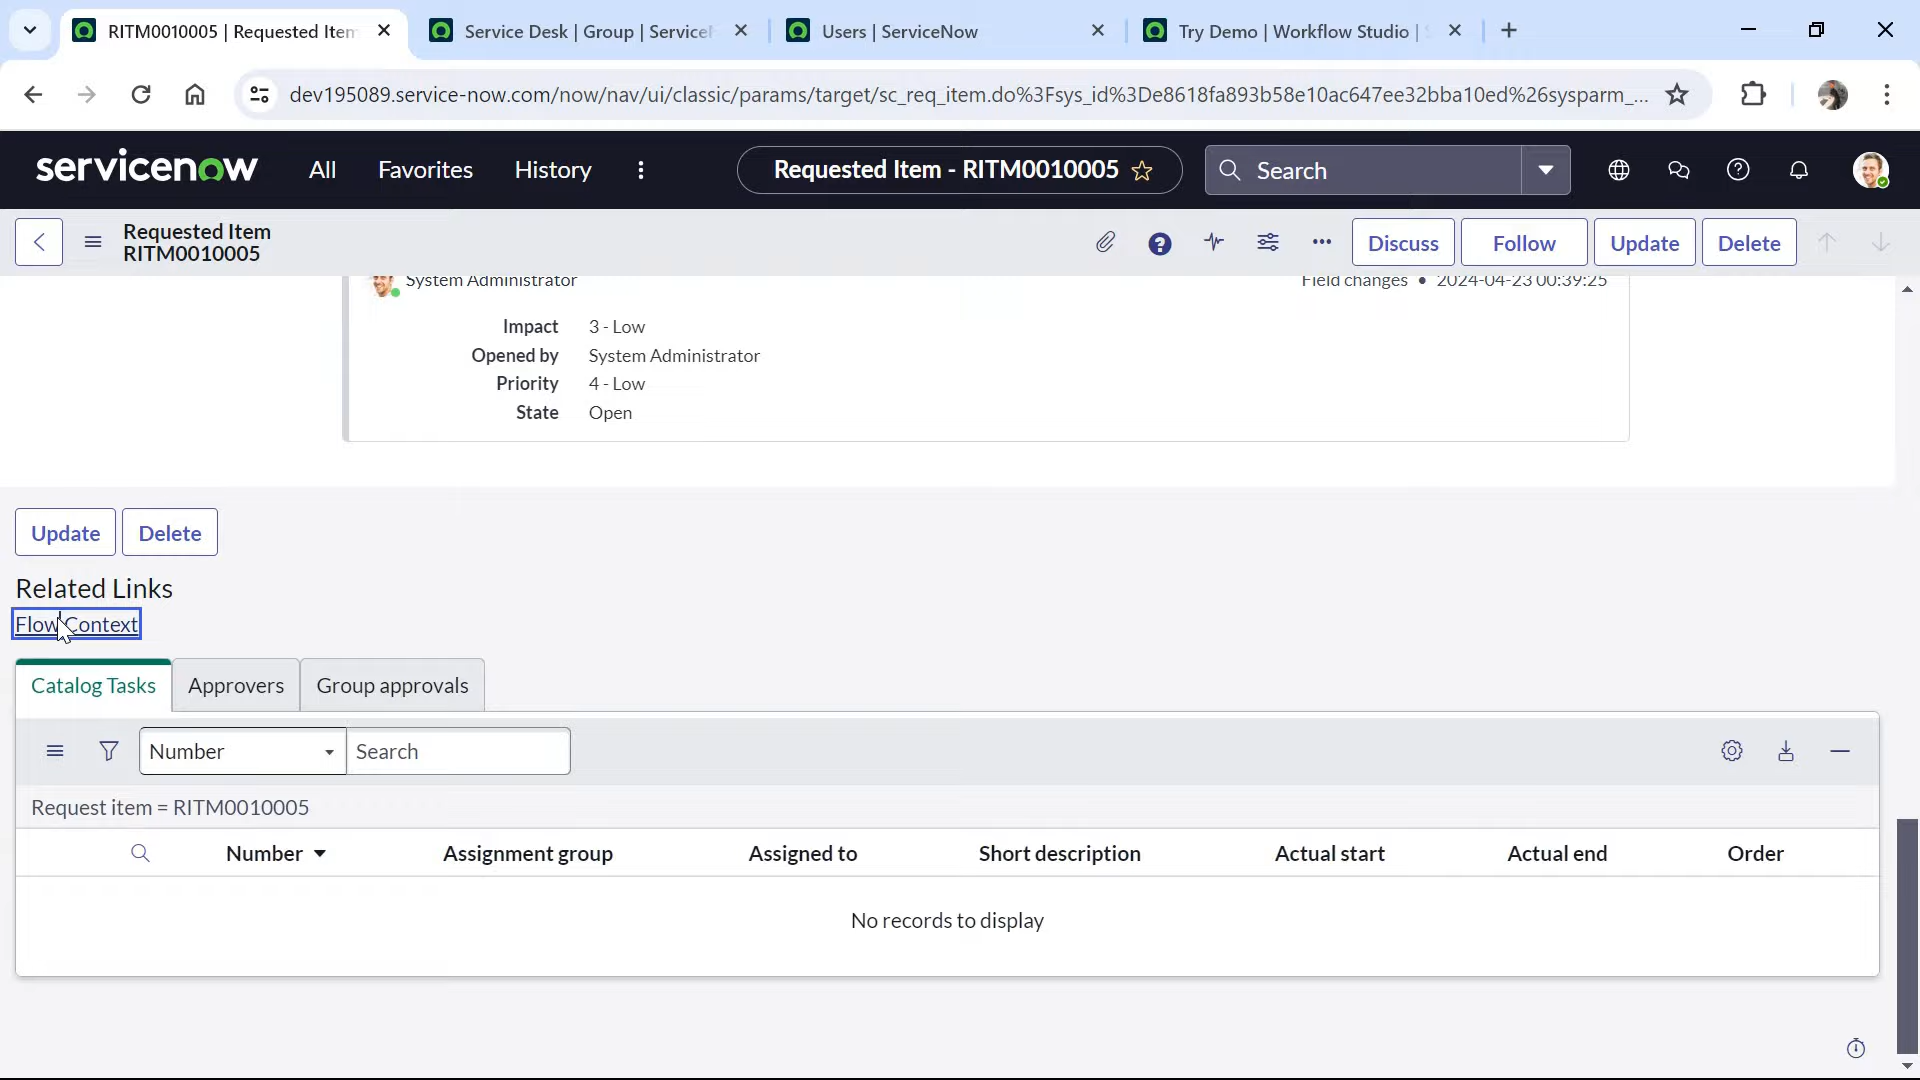 RITM0010005 | Requested Item
Service Desk | Group | Service
Users | ServiceNow
Try Demo | Workflow Studio |
dev195089.service-now.com/now/nav/ui/classic/params/target/sc_req_item.do%3Fsys_id%3De8618fa893b58e10ac647ee32bba10ed%26sysparm_...
servicenow
All
Favorites
History
Requested Item - RITM0010005
Search
Requested Item
RITM0010005
Discuss
Follow
Update
Delete
System Administrator
Field changes • 2024-04-23 00:39:25
Impact 3 - Low
Opened by System Administrator
Priority 4 - Low
State Open
Update
Delete
Related Links
Flow Context
Catalog Tasks
Approvers
Group approvals
Number
Search
Request item = RITM0010005
Number
Assignment group
Assigned to
Short description
Actual start
Actual end
Order
No records to display